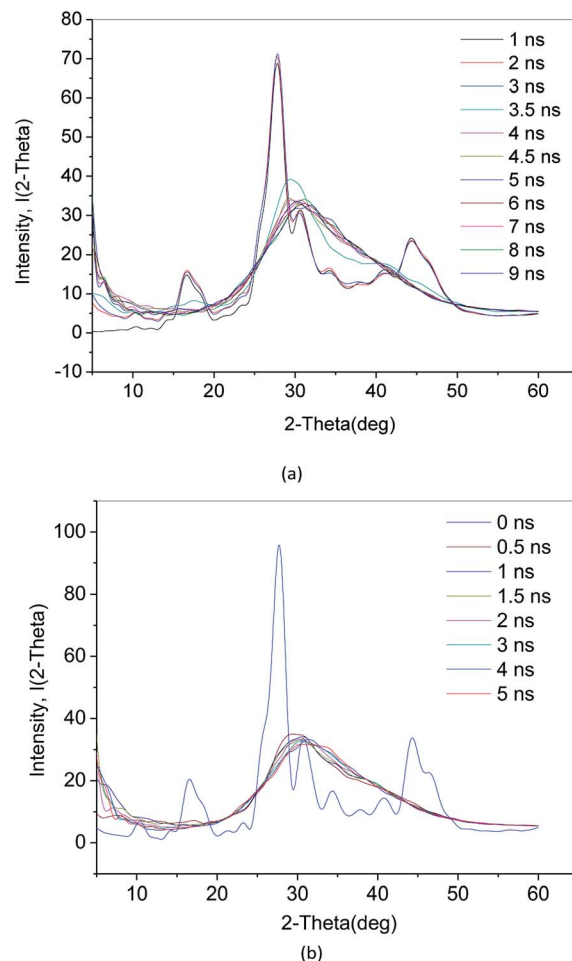 80
70
60
50
40
30
20
10
0
-10
Intensity, I(2-Theta)
1 ns
2 ns
3 ns
3.5 ns
4 ns
4.5 ns
5 ns
6 ns
7 ns
8 ns
9 ns
10 20 30 40 50 60
2-Theta(deg)
(a)
100
80
60
40
20
0
Intensity, I(2-Theta)
0 ns
0.5 ns
1 ns
1.5 ns
2 ns
3 ns
4 ns
5 ns
10 20 30 40 50 60
2-Theta(deg)
(b)